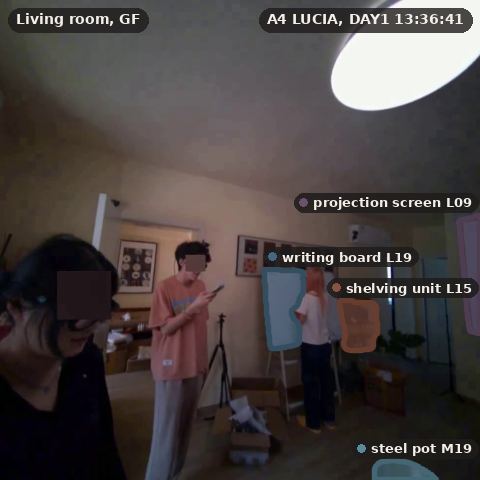 Living room, GF
A4 LUCIA, DAY1 13:36:41
projection screen L09
writing board L19
shelving unit L15
steel pot M19